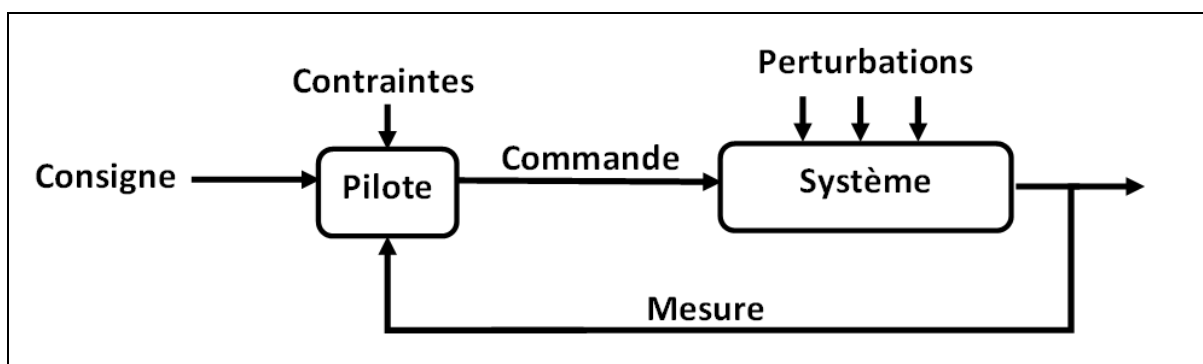 Perturbations
Contraintes
Commande
Consigne
Pilote
Système
Mesure